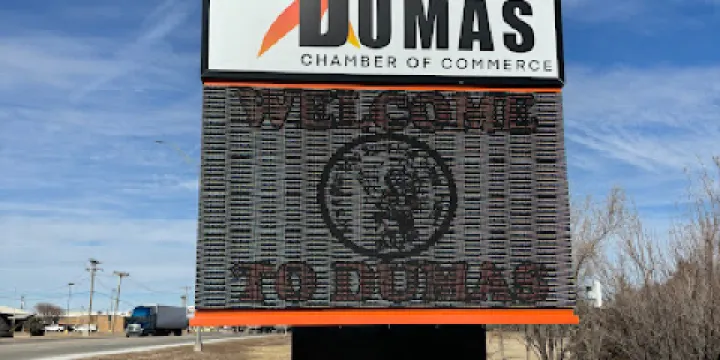 DUMAS
CHAMBER OF COMMERCE
WELCOME
TO DUMAS